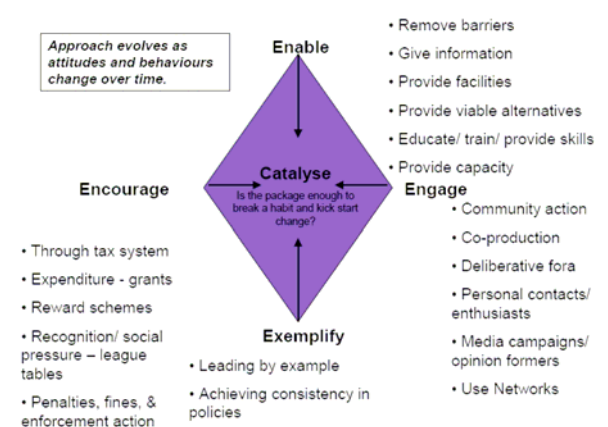 Approach evolves as
attitudes and behaviours
change over time.
Enable
• Remove barriers
• Give information
• Provide facilities
• Provide viable alternatives
• Educate/ train/ provide skills
• Provide capacity
Catalyse
Is the package enough to
break a habit and kick start
change?
Encourage
• Through tax system
• Expenditure - grants
• Reward schemes
• Recognition/ social
pressure – league
tables
• Penalties, fines, &
enforcement action
Engage
• Community action
• Co-production
• Deliberative fora
• Personal contacts/
enthusiasts
• Media campaigns/
opinion formers
• Use Networks
Exemplify
• Leading by example
• Achieving consistency in
policies